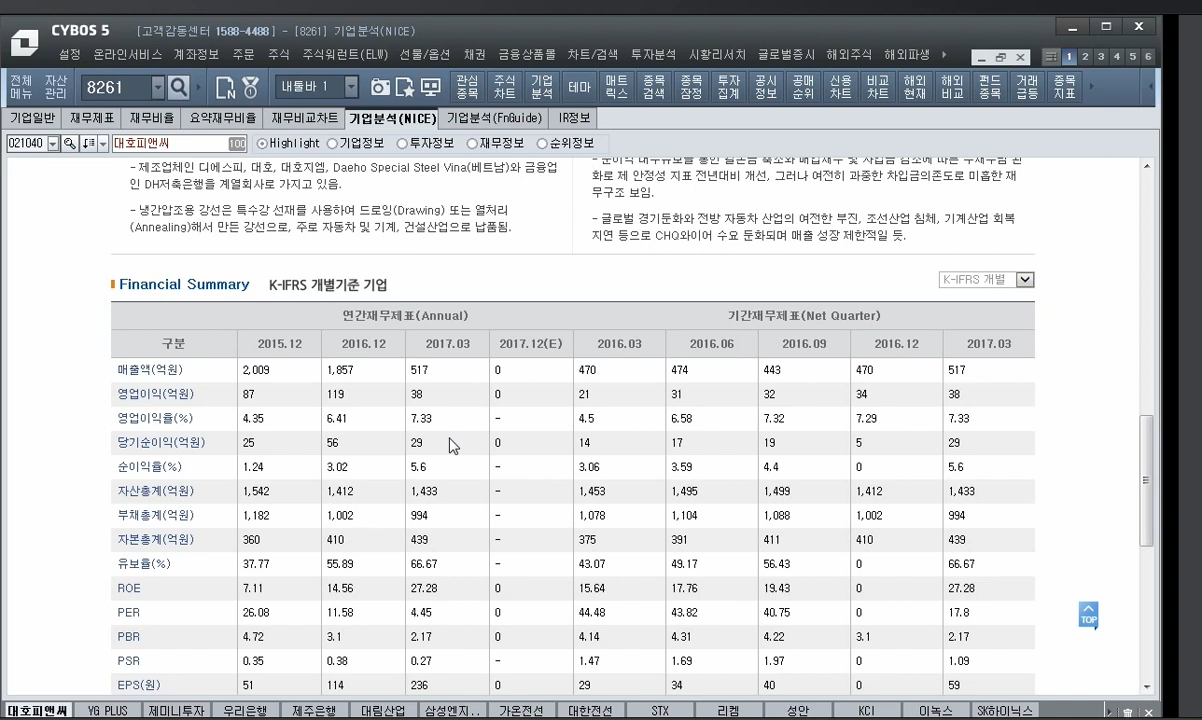 CYBOS 5 [고객감동센터 1588-4488] - [8261] 기업분석(NICE)
설정 온라인서비스 계좌정보 주문 주식 주식워런트(ELW) 선물/옵션 채권 금융상품몰 차트/검색 투자분석 시황리서치 글로벌증시 해외주식 해외파생 1 2 3 4 5 6
전체메뉴 자산관리 8261 내툴바 1 관심종목 주식차트 기업분석 테마 매트릭스 종목검색 종목잠정 투자집계 공시정보 공매순위 신용차트 비교차트 해외현재 해외비교 펀드종목 거래급등 종목지표
기업일반 재무제표 재무비율 요약재무비율 재무비교차트 기업분석(NICE) 기업분석(FnGuide) IR정보
021040 대호피앤씨 100 Highlight 기업정보 투자정보 재무정보 순위정보
- 제조업체인 디에스피, 대호, 대호지엠, Daeho Special Steel Vina(베트남)와 금융업
인 DH저축은행을 계열회사로 가지고 있음.
- 냉간압조용 강선은 특수강 선재를 사용하여 드로잉(Drawing) 또는 열처리
(Annealing)해서 만든 강선으로, 주로 자동차 및 기계, 건설산업으로 납품됨.
화로 제 안정성 지표 전년대비 개선, 그러나 여전히 과중한 차입금의존도로 미흡한 재
무구조 보임.
- 글로벌 경기둔화와 전방 자동차 산업의 여전한 부진, 조선산업 침체, 기계산업 회복
지연 등으로 CHQ와이어 수요 둔화되며 매출 성장 제한적일 듯.
Financial Summary K-IFRS 개별기준 기업 K-IFRS 개별
연간재무제표(Annual) 기간재무제표(Net Quarter)
구분 2015.12 2016.12 2017.03 2017.12(E) 2016.03 2016.06 2016.09 2016.12 2017.03
매출액(억원) 2,009 1,857 517 0 470 474 443 470 517
영업이익(억원) 87 119 38 0 21 31 32 34 38
영업이익률(%) 4.35 6.41 7.33 - 4.5 6.58 7.32 7.29 7.33
당기순이익(억원) 25 56 29 0 14 17 19 5 29
순이익률(%) 1.24 3.02 5.6 - 3.06 3.59 4.4 0 5.6
자산총계(억원) 1,542 1,412 1,433 - 1,453 1,495 1,499 1,412 1,433
부채총계(억원) 1,182 1,002 994 - 1,078 1,104 1,088 1,002 994
자본총계(억원) 360 410 439 - 375 391 411 410 439
유보율(%) 37.77 55.89 66.67 - 43.07 49.17 56.43 0 66.67
ROE 7.11 14.56 27.28 0 15.64 17.76 19.43 0 27.28
PER 26.08 11.58 4.45 0 44.48 43.82 40.75 0 17.8
PBR 4.72 3.1 2.17 0 4.14 4.31 4.22 3.1 2.17
PSR 0.35 0.38 0.27 - 1.47 1.69 1.97 0 1.09
EPS(원) 51 114 236 0 29 34 40 0 59
TOP
대호피앤씨 YG PLUS 제미니투자 우리은행 제주은행 대림산업 삼성엔지.. 가온전선 대한전선 STX 리켐 성안 KCI 이녹스 SK하이닉스